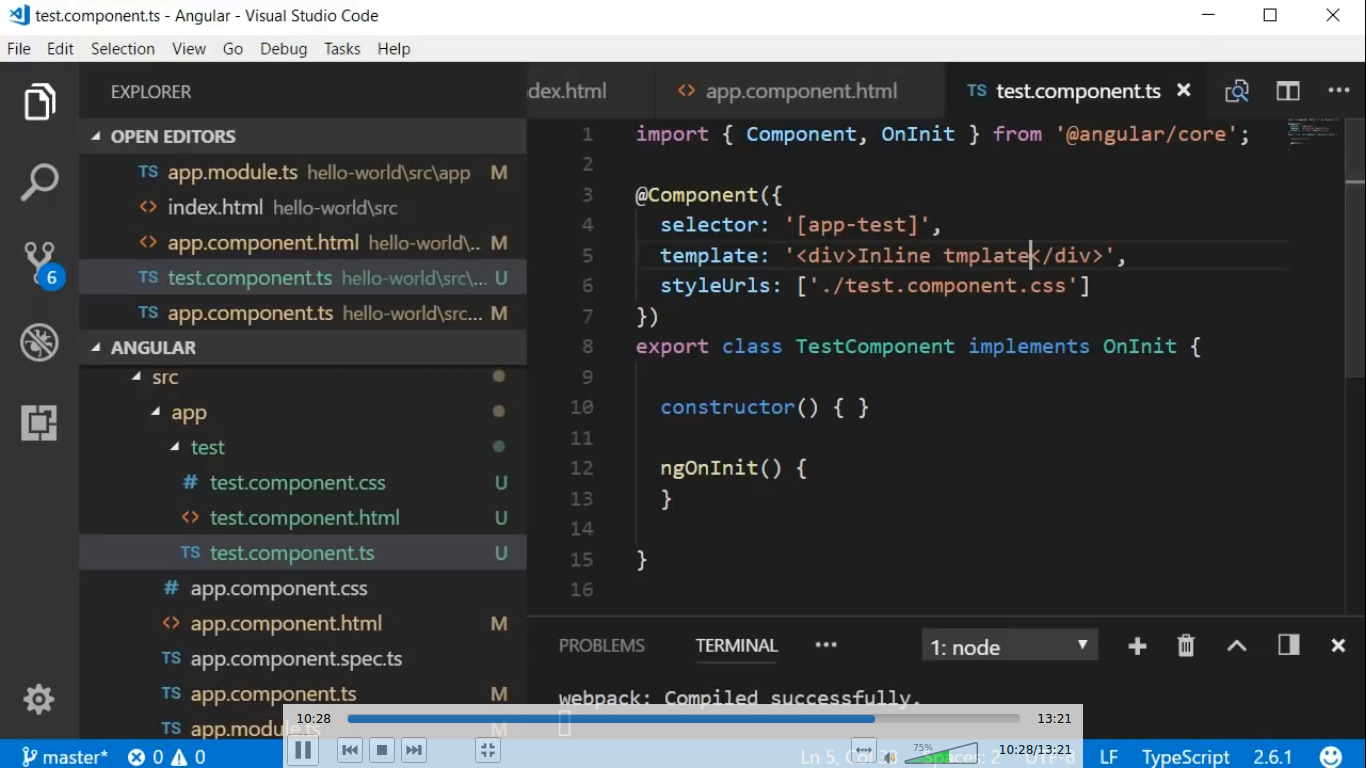 test.component.ts - Angular - Visual Studio Code
File Edit Selection View Go Debug Tasks Help
EXPLORER
OPEN EDITORS
TS app.module.ts hello-world\src\app M
<> index.html hello-world\src
<> app.component.html hello-world\.. M
TS test.component.ts hello-world\src\... U
TS app.component.ts hello-world\src... M
ANGULAR
src
app
test
# test.component.css U
<> test.component.html U
TS test.component.ts U
# app.component.css
<> app.component.html M
TS app.component.spec.ts
TS app.component.ts M
TS app.module.ts M
6
dex.html <> app.component.html TS test.component.ts
1 import { Component, OnInit } from '@angular/core';
2
3 @Component({
4 selector: '[app-test]',
5 template: '<div>Inline tmplate</div>',
6 styleUrls: ['./test.component.css']
7 })
8 export class TestComponent implements OnInit {
9
10 constructor() { }
11
12 ngOnInit() {
13 }
14
15 }
16
PROBLEMS TERMINAL ••• 1: node
webpack: Compiled successfully.
10:28 13:21
75% 10:28/13:21
master* 0 0 Ln 5, Col Spaces: 2 UTF-8 LF TypeScript 2.6.1